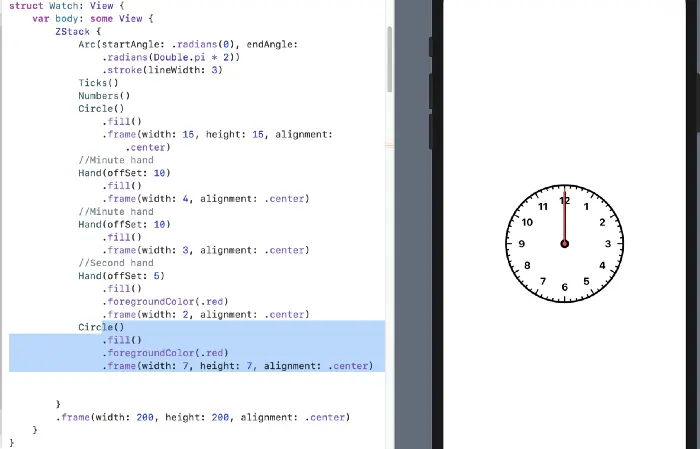 struct Watch: View {
var body: some View {
ZStack {
Arc(startAngle: .radians(0), endAngle:
.radians(Double.pi * 2))
.stroke(lineWidth: 3)
Ticks()
Numbers()
Circle()
.fill()
.frame(width: 15, height: 15, alignment:
.center)
//Minute hand
Hand(offSet: 10)
.fill()
.frame(width: 4, alignment: .center)
//Minute hand
Hand(offSet: 10)
.fill()
.frame(width: 3, alignment: .center)
//Second hand
Hand(offSet: 5)
.fill()
.foregroundColor(.red)
.frame(width: 2, alignment: .center)
Circle()
.fill()
.foregroundColor(.red)
.frame(width: 7, height: 7, alignment: .center)
}
.frame(width: 200, height: 200, alignment: .center)
}
}
12
1
2
3
4
5
6
7
8
9
10
11